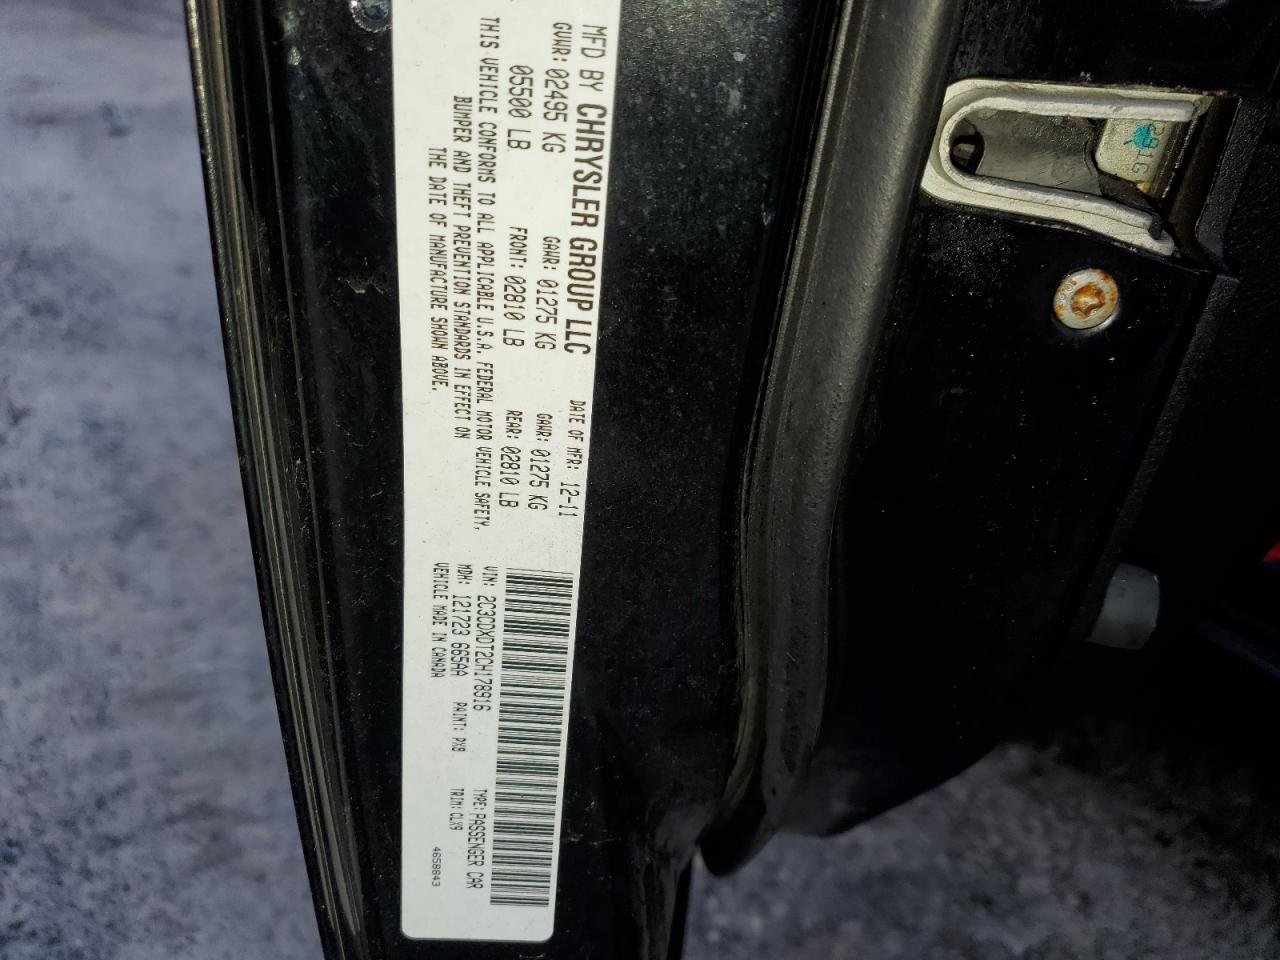 MFD BY CHRYSLER GROUP LLC DATE OF MFR: 12-11
GVWR: 02495 KG GAWR: 01275 KG GAWR: 01275 KG
05500 LB FRONT: 02810 LB REAR: 02810 LB
THIS VEHICLE CONFORMS TO ALL APPLICABLE U.S.A. FEDERAL MOTOR VEHICLE SAFETY,
BUMPER AND THEFT PREVENTION STANDARDS IN EFFECT ON
THE DATE OF MANUFACTURE SHOWN ABOVE.
VIN: 2C3CDXDT2CH178916 TYPE: PASSENGER CAR
MDH: 121723 665AA PAINT: PX8 TRIM: CLX9
VEHICLE MADE IN CANADA
4658843